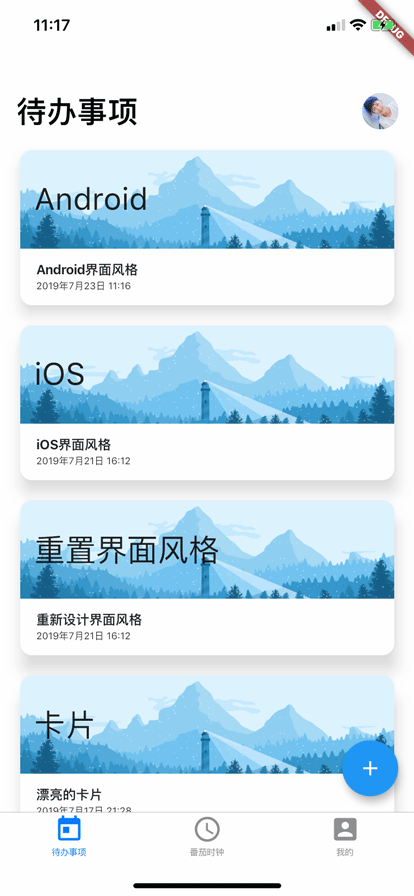 11:17
DEBUG
待办事项
Android
Android界面风格
2019年7月23日 11:16
iOS
iOS界面风格
2019年7月21日 16:12
重置界面风格
重新设计界面风格
2019年7月21日 16:12
卡片
漂亮的卡片
2019年7月17日 21:28
待办事项
番茄时钟
我的